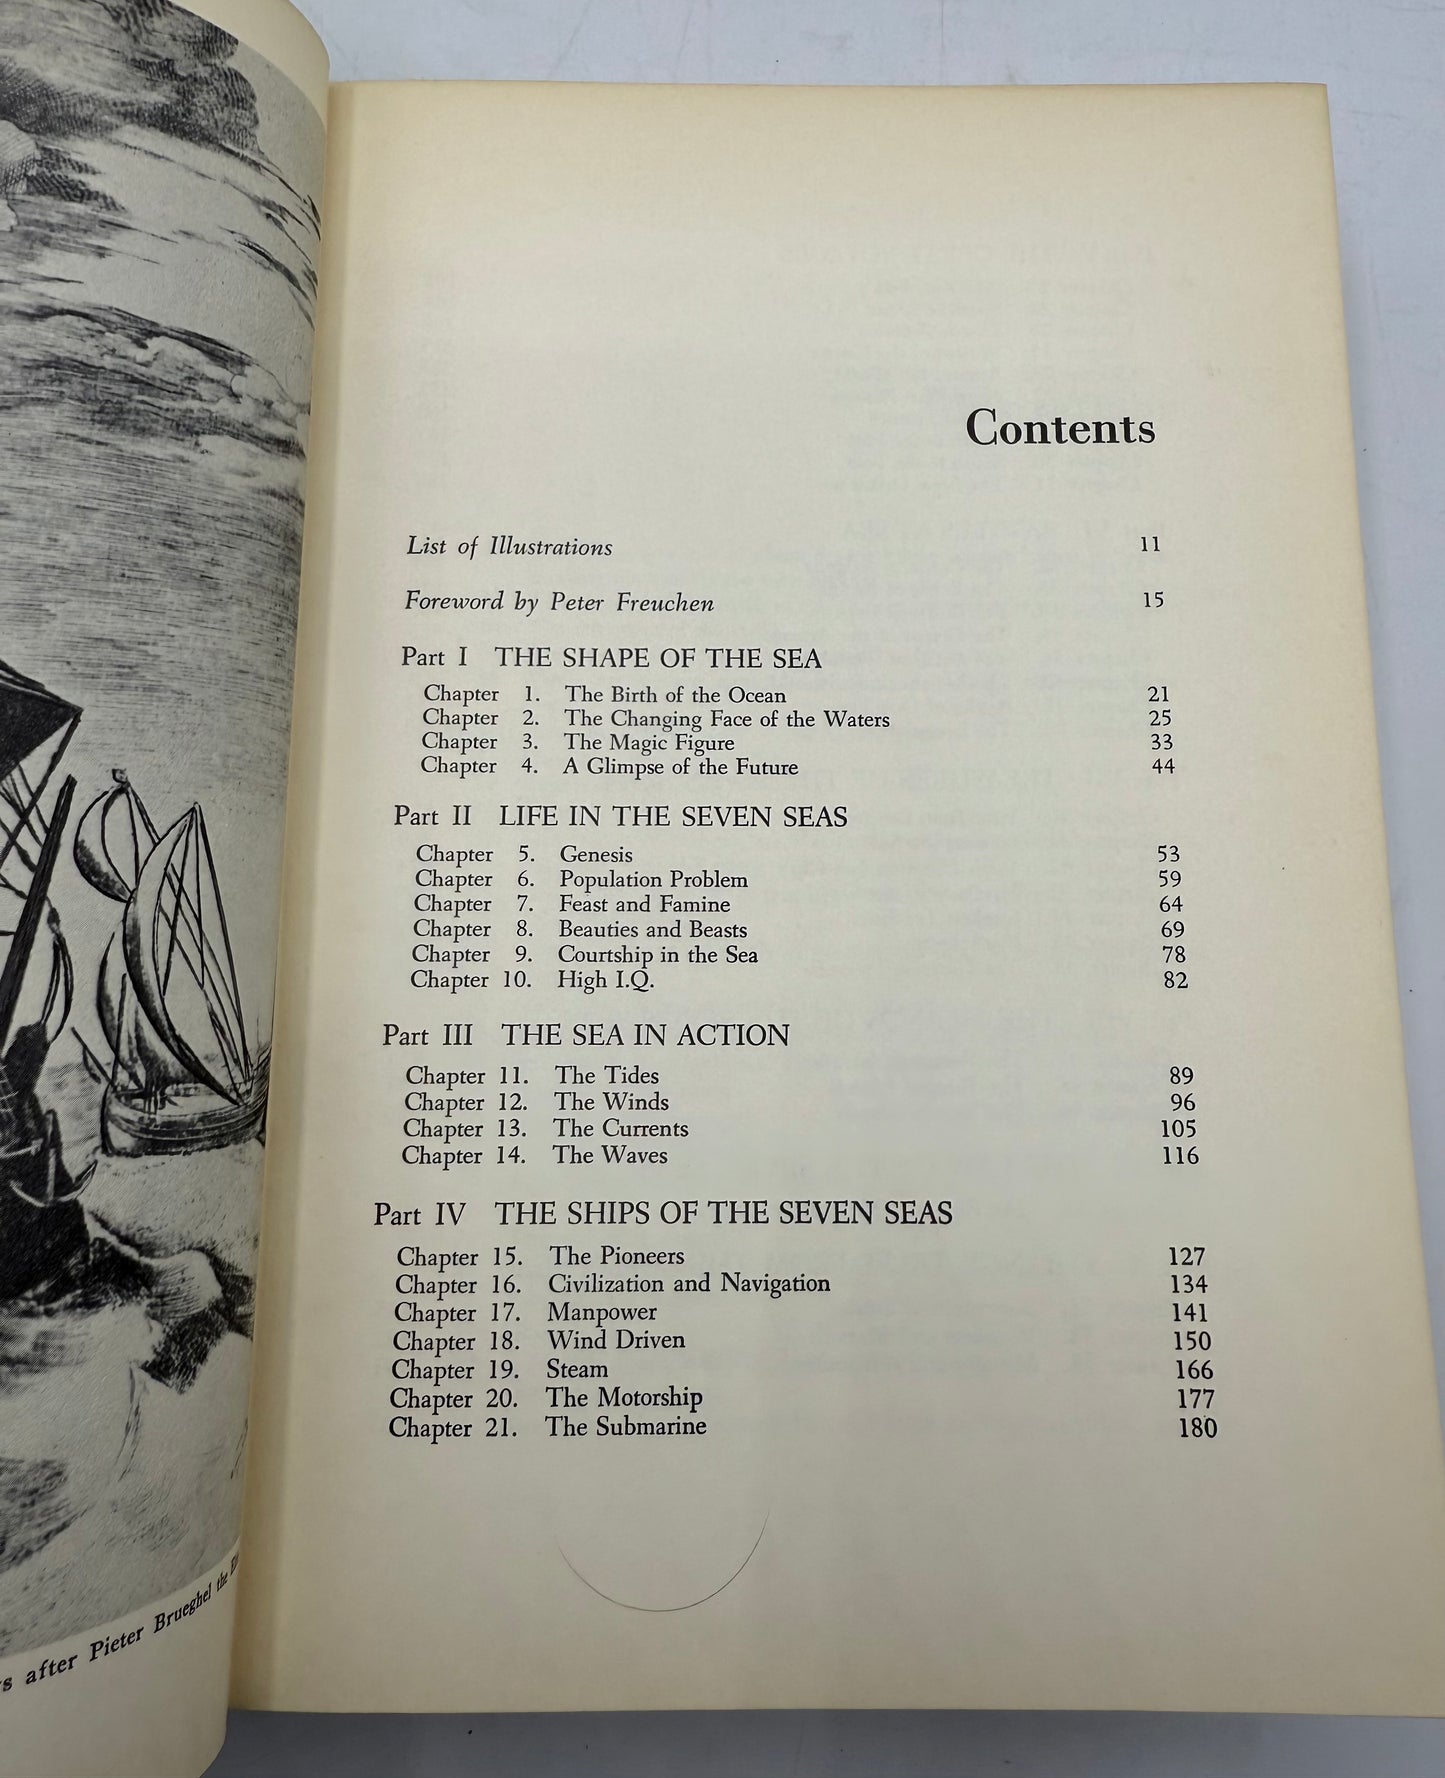 Contents
List of Illustrations 11
Foreword by Peter Freuchen 15
Part I THE SHAPE OF THE SEA
Chapter 1. The Birth of the Ocean 21
Chapter 2. The Changing Face of the Waters 25
Chapter 3. The Magic Figure 33
Chapter 4. A Glimpse of the Future 44
Part II LIFE IN THE SEVEN SEAS
Chapter 5. Genesis 53
Chapter 6. Population Problem 59
Chapter 7. Feast and Famine 64
Chapter 8. Beauties and Beasts 69
Chapter 9. Courtship in the Sea 78
Chapter 10. High I.Q. 82
Part III THE SEA IN ACTION
Chapter 11. The Tides 89
Chapter 12. The Winds 96
Chapter 13. The Currents 105
Chapter 14. The Waves 116
Part IV THE SHIPS OF THE SEVEN SEAS
Chapter 15. The Pioneers 127
Chapter 16. Civilization and Navigation 134
Chapter 17. Manpower 141
Chapter 18. Wind Driven 150
Chapter 19. Steam 166
Chapter 20. The Motorship 177
Chapter 21. The Submarine 180
after Pieter Brueghel the